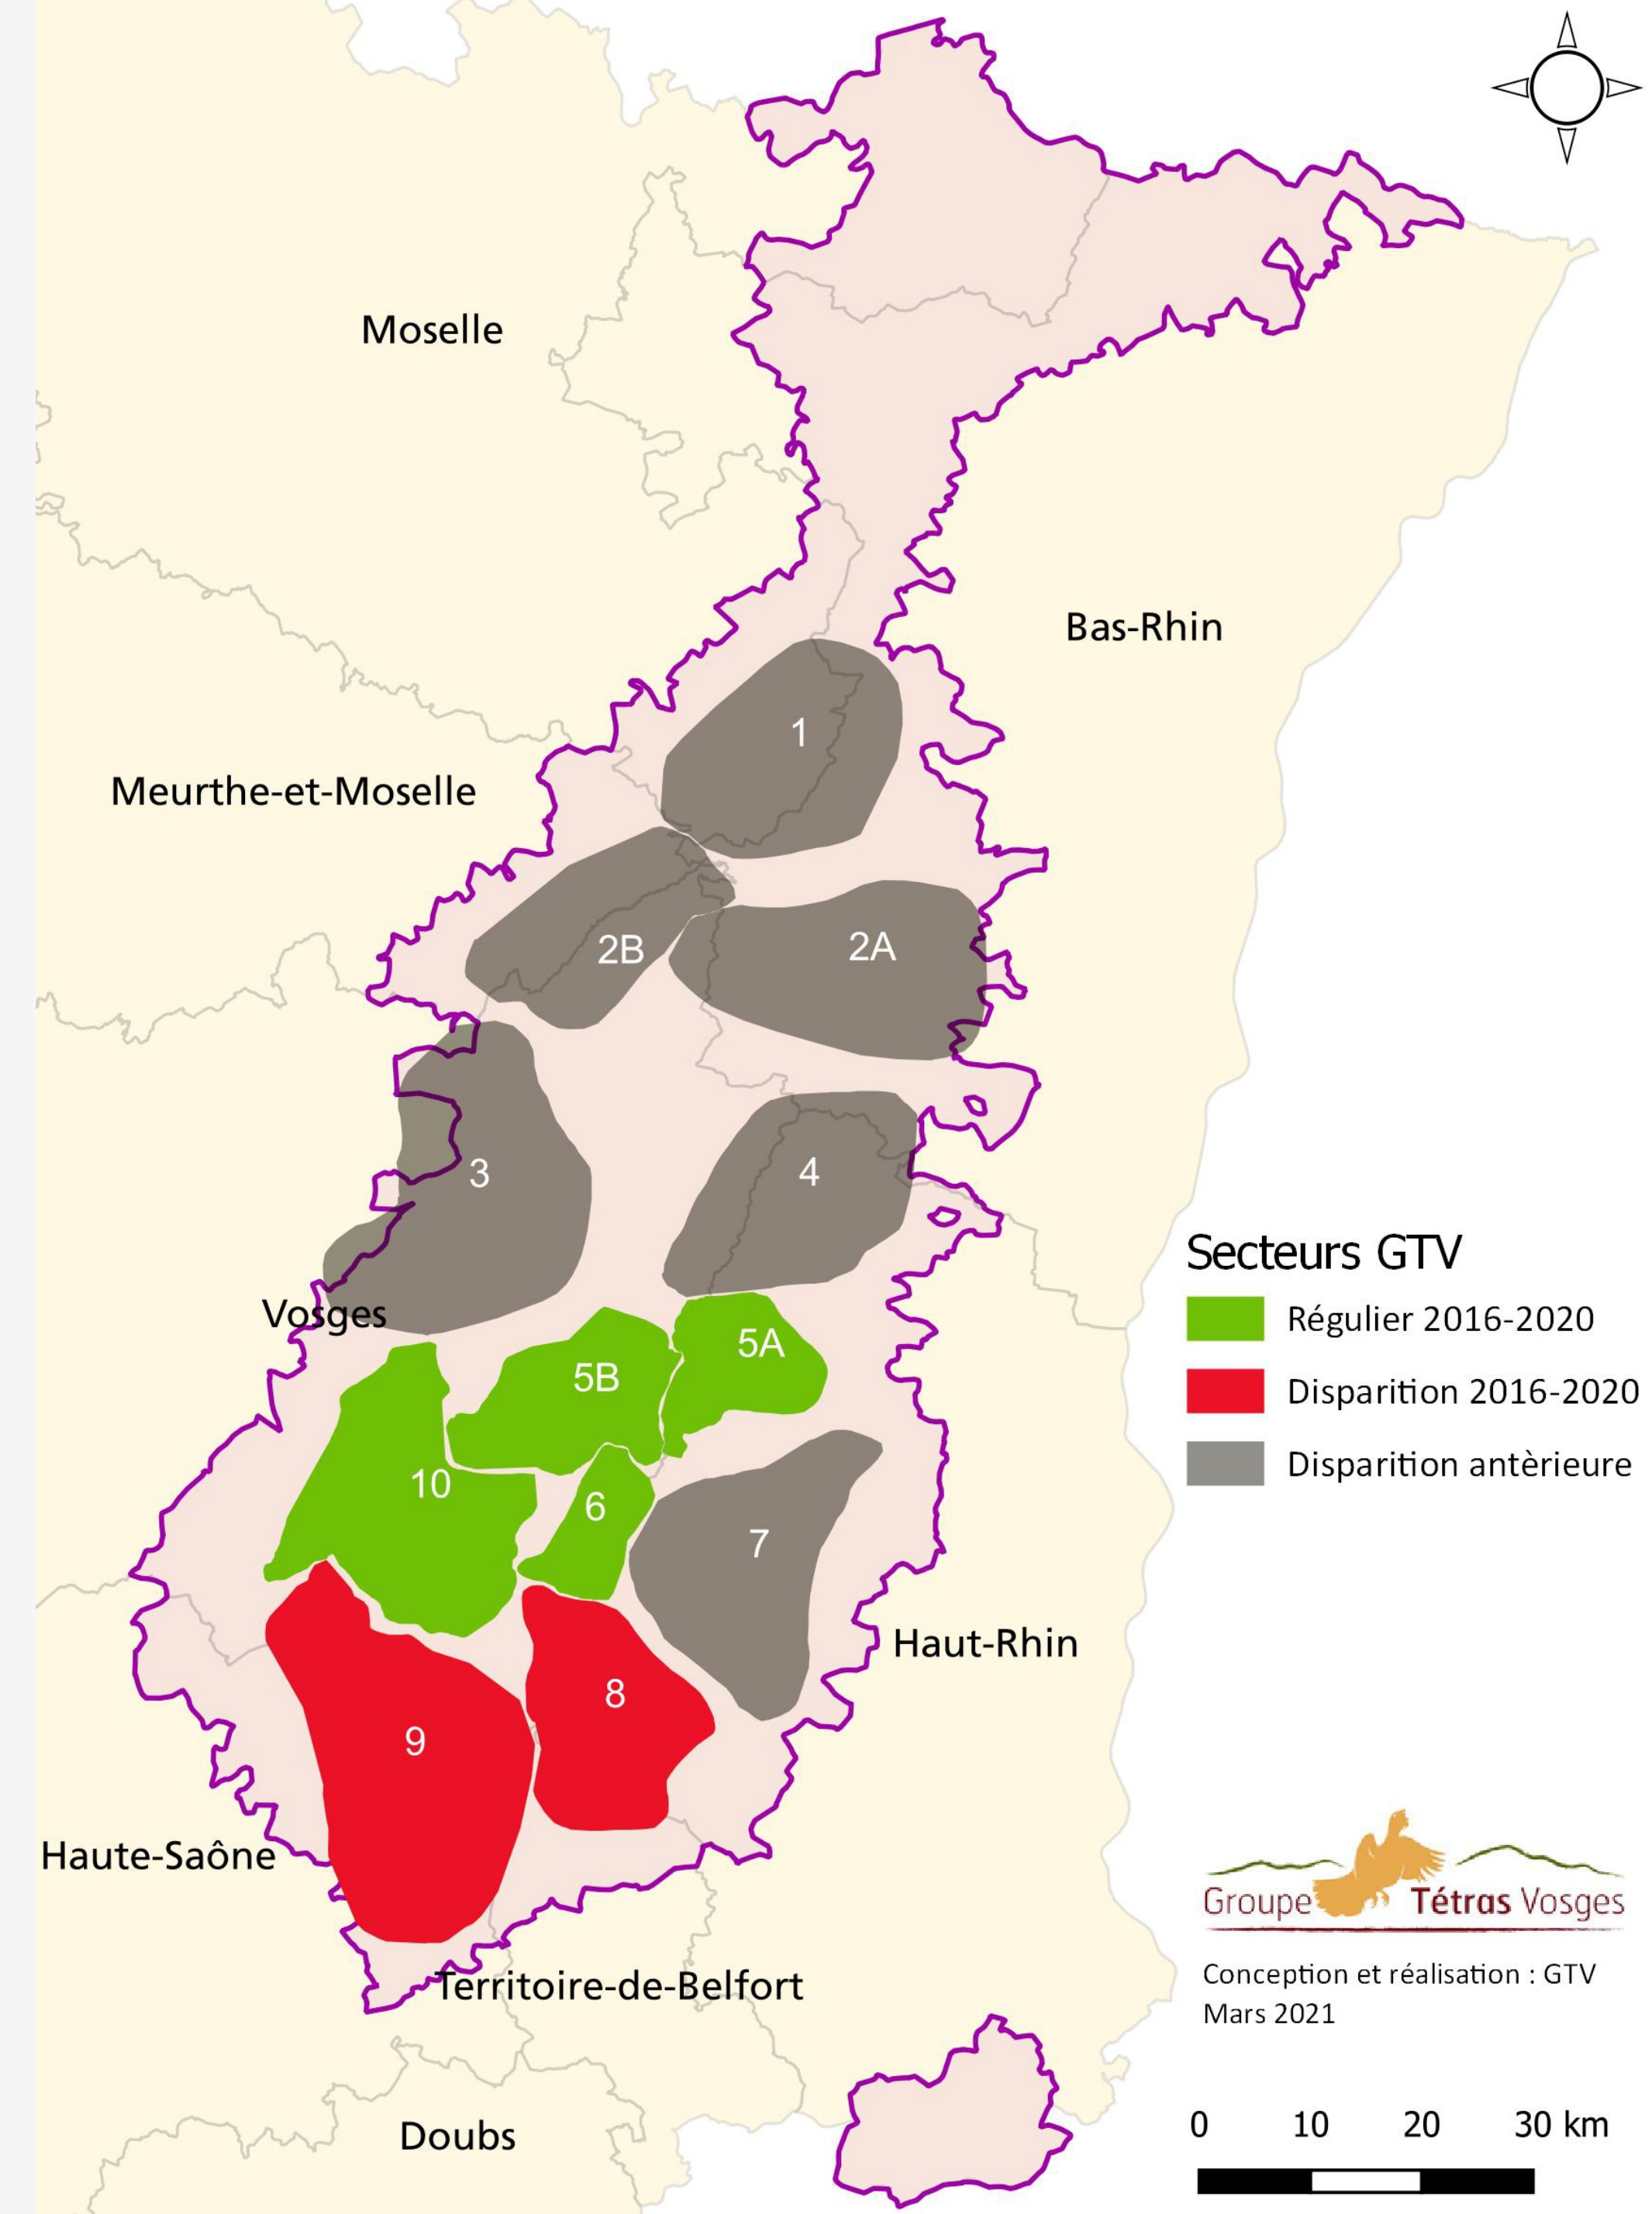 Moselle
Bas-Rhin
1
Meurthe-et-Moselle
2B
2A
3
4
Vosges
5A
5B
10
6
7
8
9
Haut-Rhin
Haute-Saône
Territoire-de-Belfort
Doubs
Secteurs GTV
Régulier 2016-2020
Disparition 2016-2020
Disparition antèrieure
Groupe Tétras Vosges
Conception et réalisation : GTV
Mars 2021
0 10 20 30 km